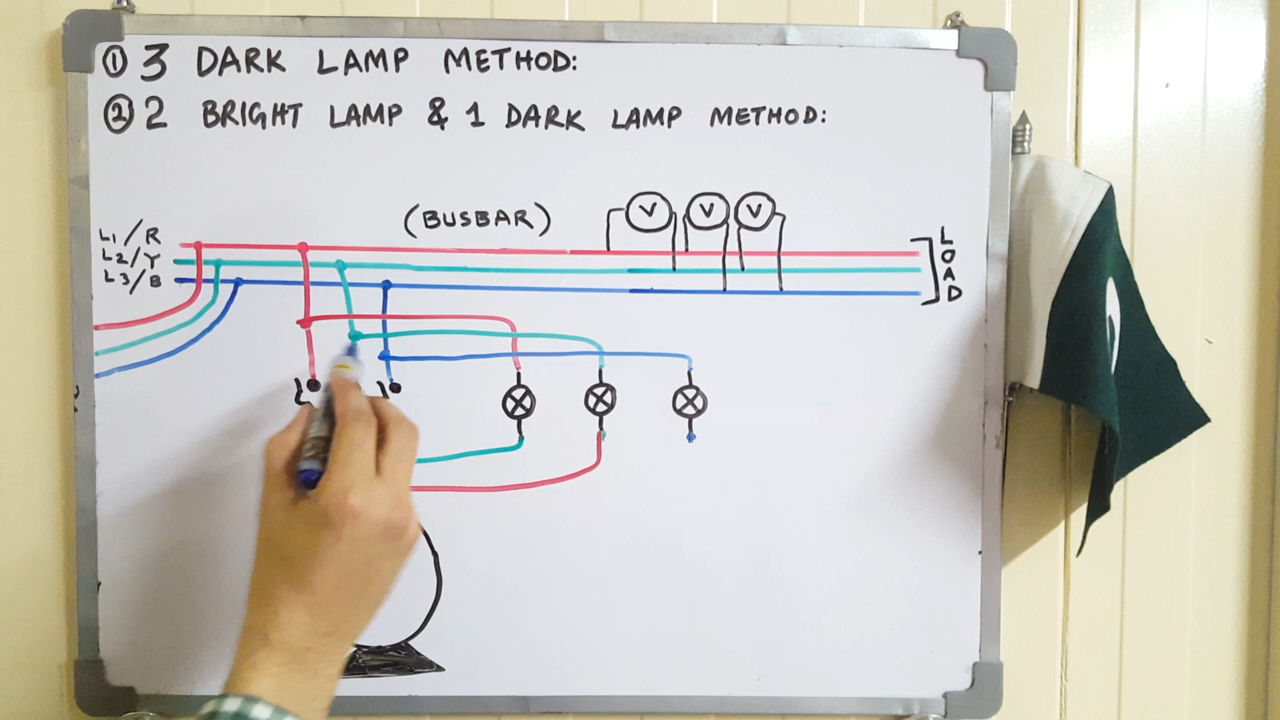 ① 3 DARK LAMP METHOD:
② 2 BRIGHT LAMP & 1 DARK LAMP METHOD:
(BUSBAR)
V V V
L1/R
L2/Y
L3/B
LOAD